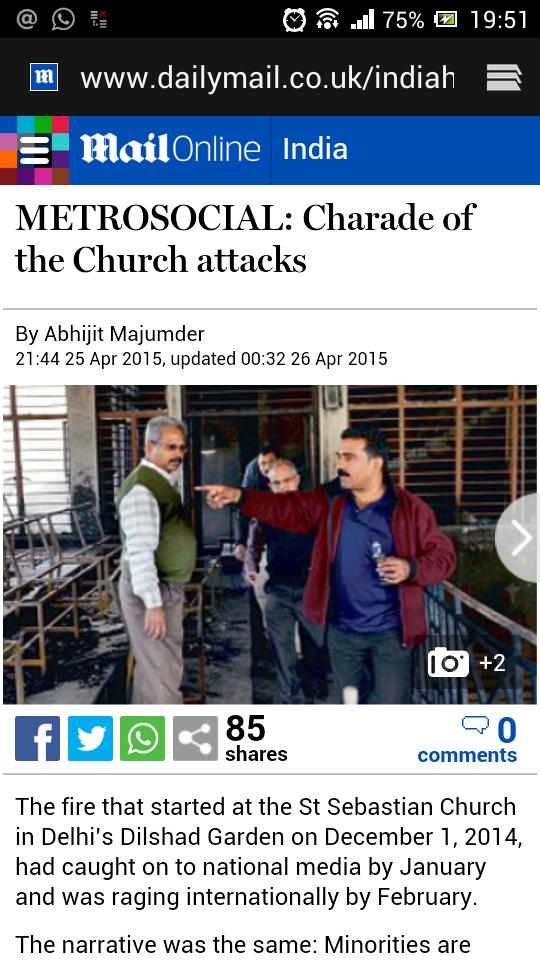 75% 19:51
www.dailymail.co.uk/indiah
m
Mail Online India
METROSOCIAL: Charade of
the Church attacks
By Abhijit Majumder
21:44 25 Apr 2015, updated 00:32 26 Apr 2015
+2
85
shares
0
comments
The fire that started at the St Sebastian Church
in Delhi's Dilshad Garden on December 1, 2014,
had caught on to national media by January
and was raging internationally by February.
The narrative was the same: Minorities are